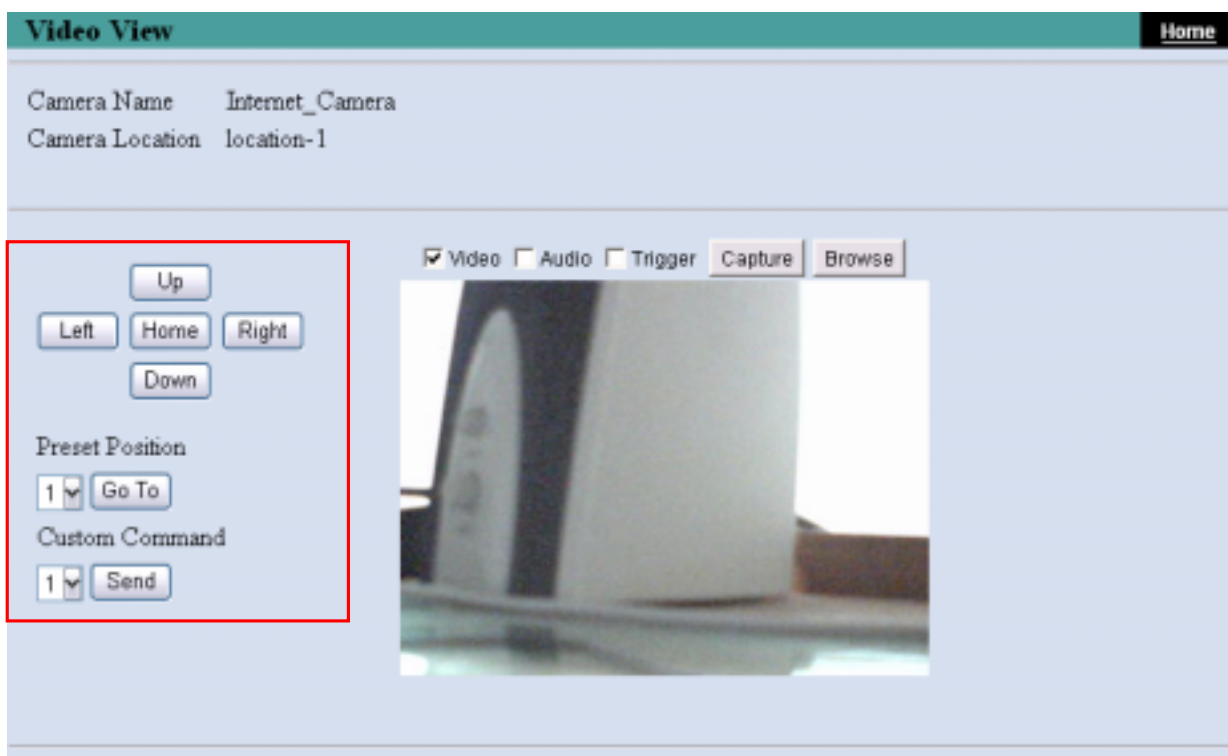 Video View Home
Camera Name Internet_Camera
Camera Location location-1
Video Audio Trigger Capture Browse
Up
Left Home Right
Down
Preset Position
1 Go To
Custom Command
1 Send